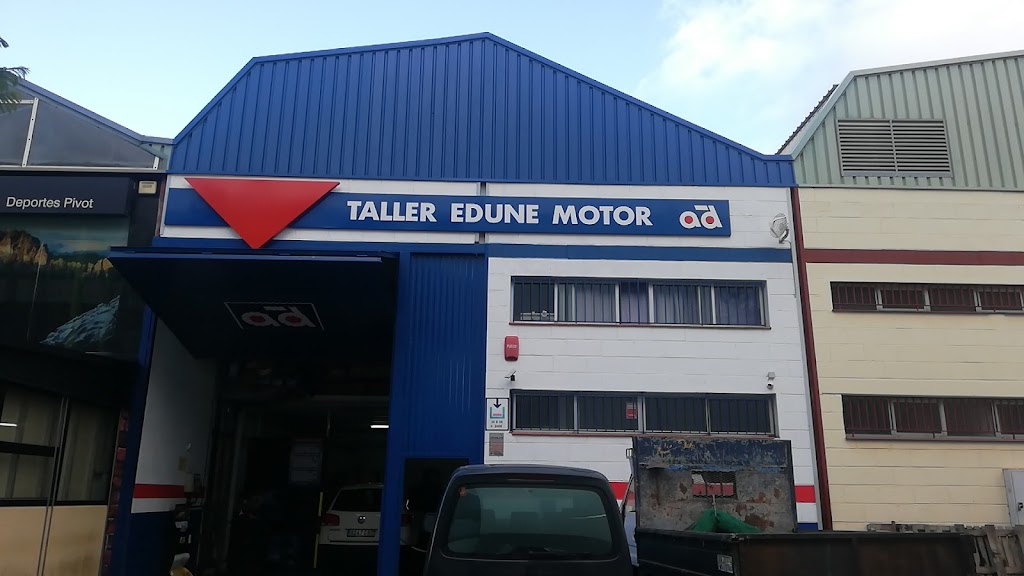 Deportes Pivot
TALLER EDUNE MOTOR ad
ad